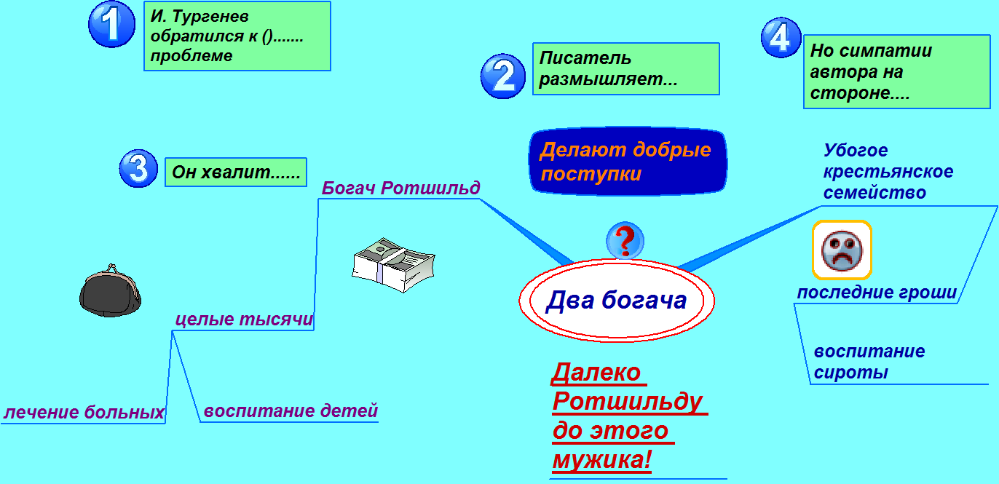 1
И. Тургенев
обратился к ().......
проблеме
2
Писатель
размышляет...
4
Но симпатии
автора на
стороне....
3
Он хвалит......
Делают добрые
поступки
Убогое
крестьянское
семейство
Богач Ротшильд
?
Два богача
последние гроши
целые тысячи
воспитание
сироты
лечение больных
воспитание детей
Далеко
Ротшильду
до этого
мужика!